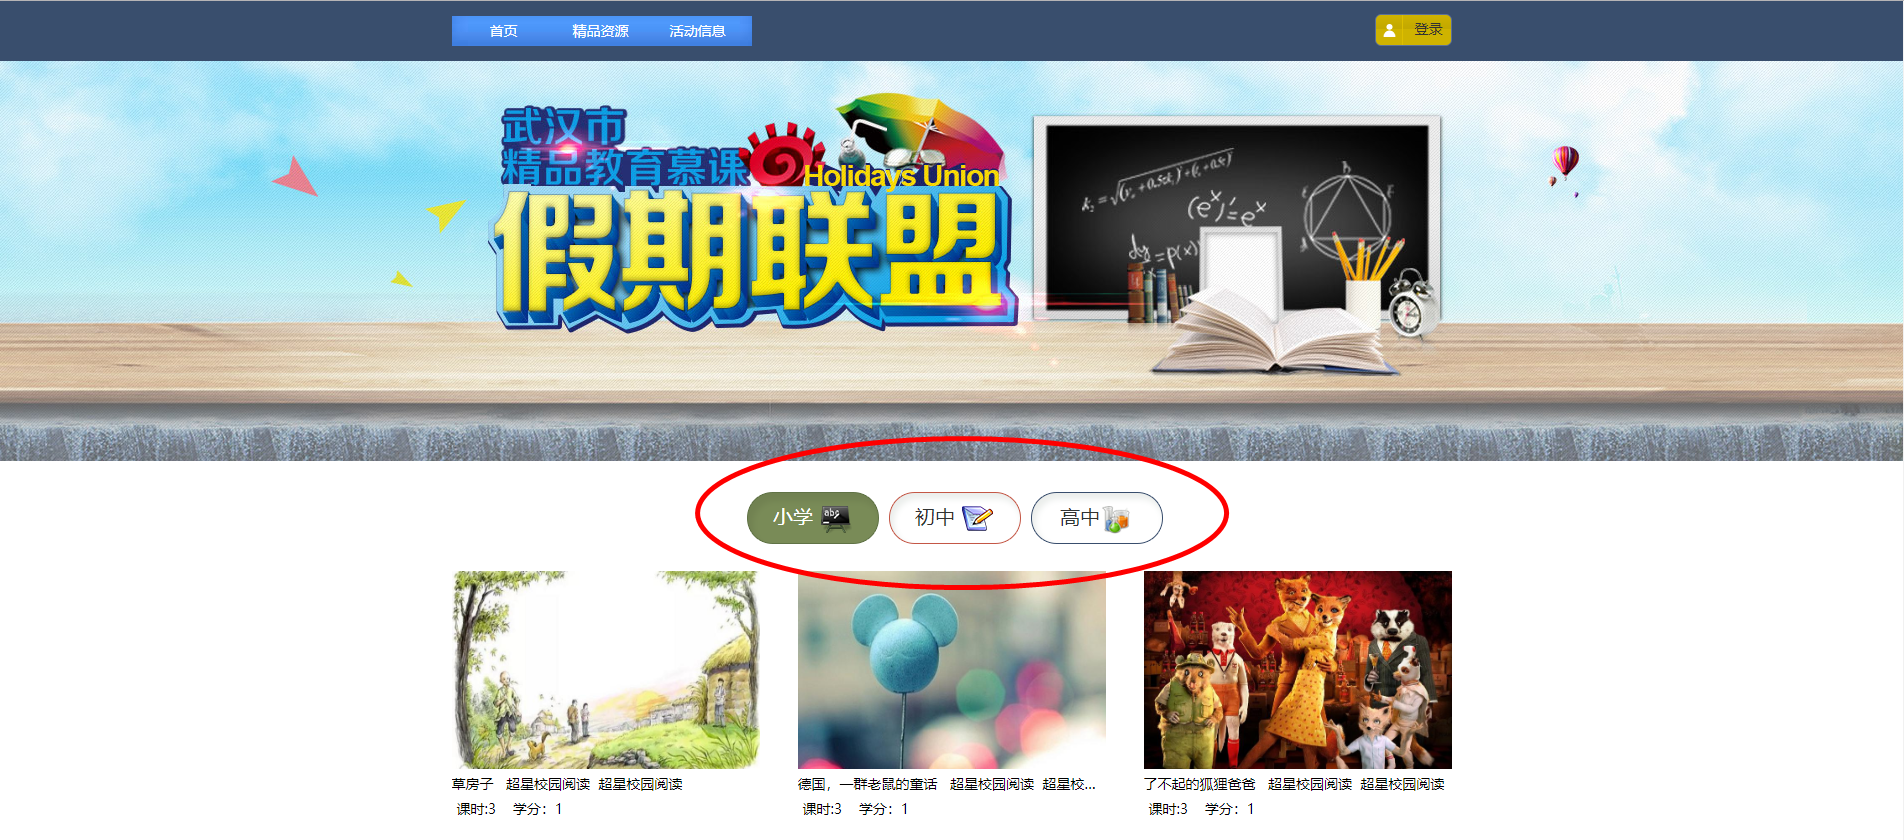 首页 精品资源 活动信息 登录
武汉市
精品教育慕课
Holidays Union
假期联盟
小学 abc 初中 高中
草房子 超星校园阅读 超星校园阅读
课时:3 学分：1
德国，一群老鼠的童话 超星校园阅读 超星校...
课时:3 学分：1
了不起的狐狸爸爸 超星校园阅读 超星校园阅读
课时:3 学分：1